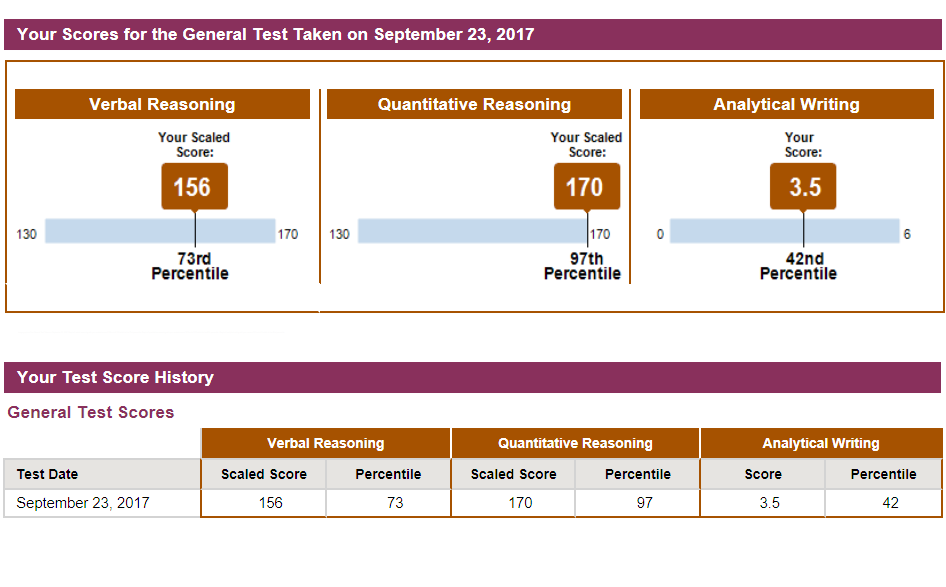 Your Scores for the General Test Taken on September 23, 2017
Verbal Reasoning
Your Scaled
Score:
156
130
170
73rd
Percentile
Quantitative Reasoning
Your Scaled
Score:
170
130
170
97th
Percentile
Analytical Writing
Your
Score:
3.5
0
6
42nd
Percentile
Your Test Score History
General Test Scores
Verbal Reasoning Quantitative Reasoning Analytical Writing
Test Date Scaled Score Percentile Scaled Score Percentile Score Percentile
September 23, 2017 156 73 170 97 3.5 42